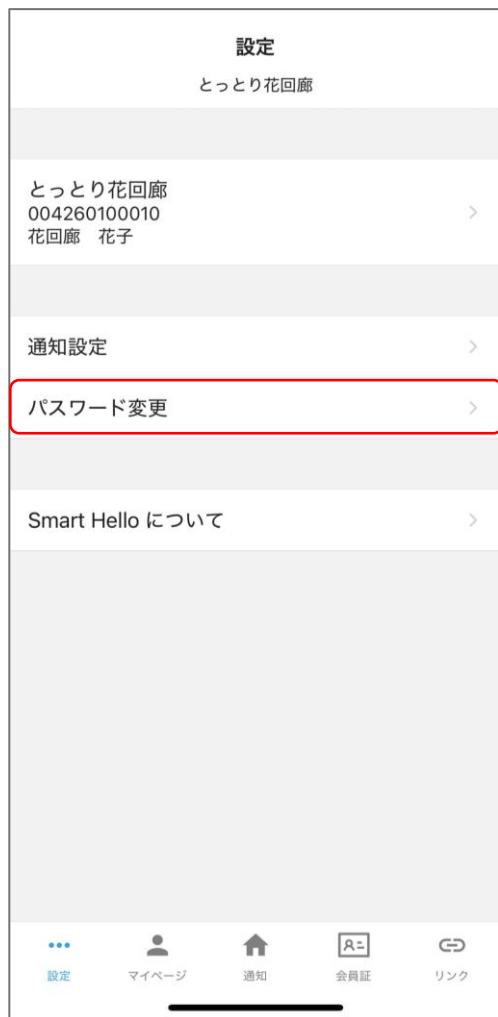 設定
とっとり花回廊
とっとり花回廊
004260100010
花回廊　花子
通知設定
パスワード変更
Smart Hello について
設定
マイページ
通知
会員証
リンク